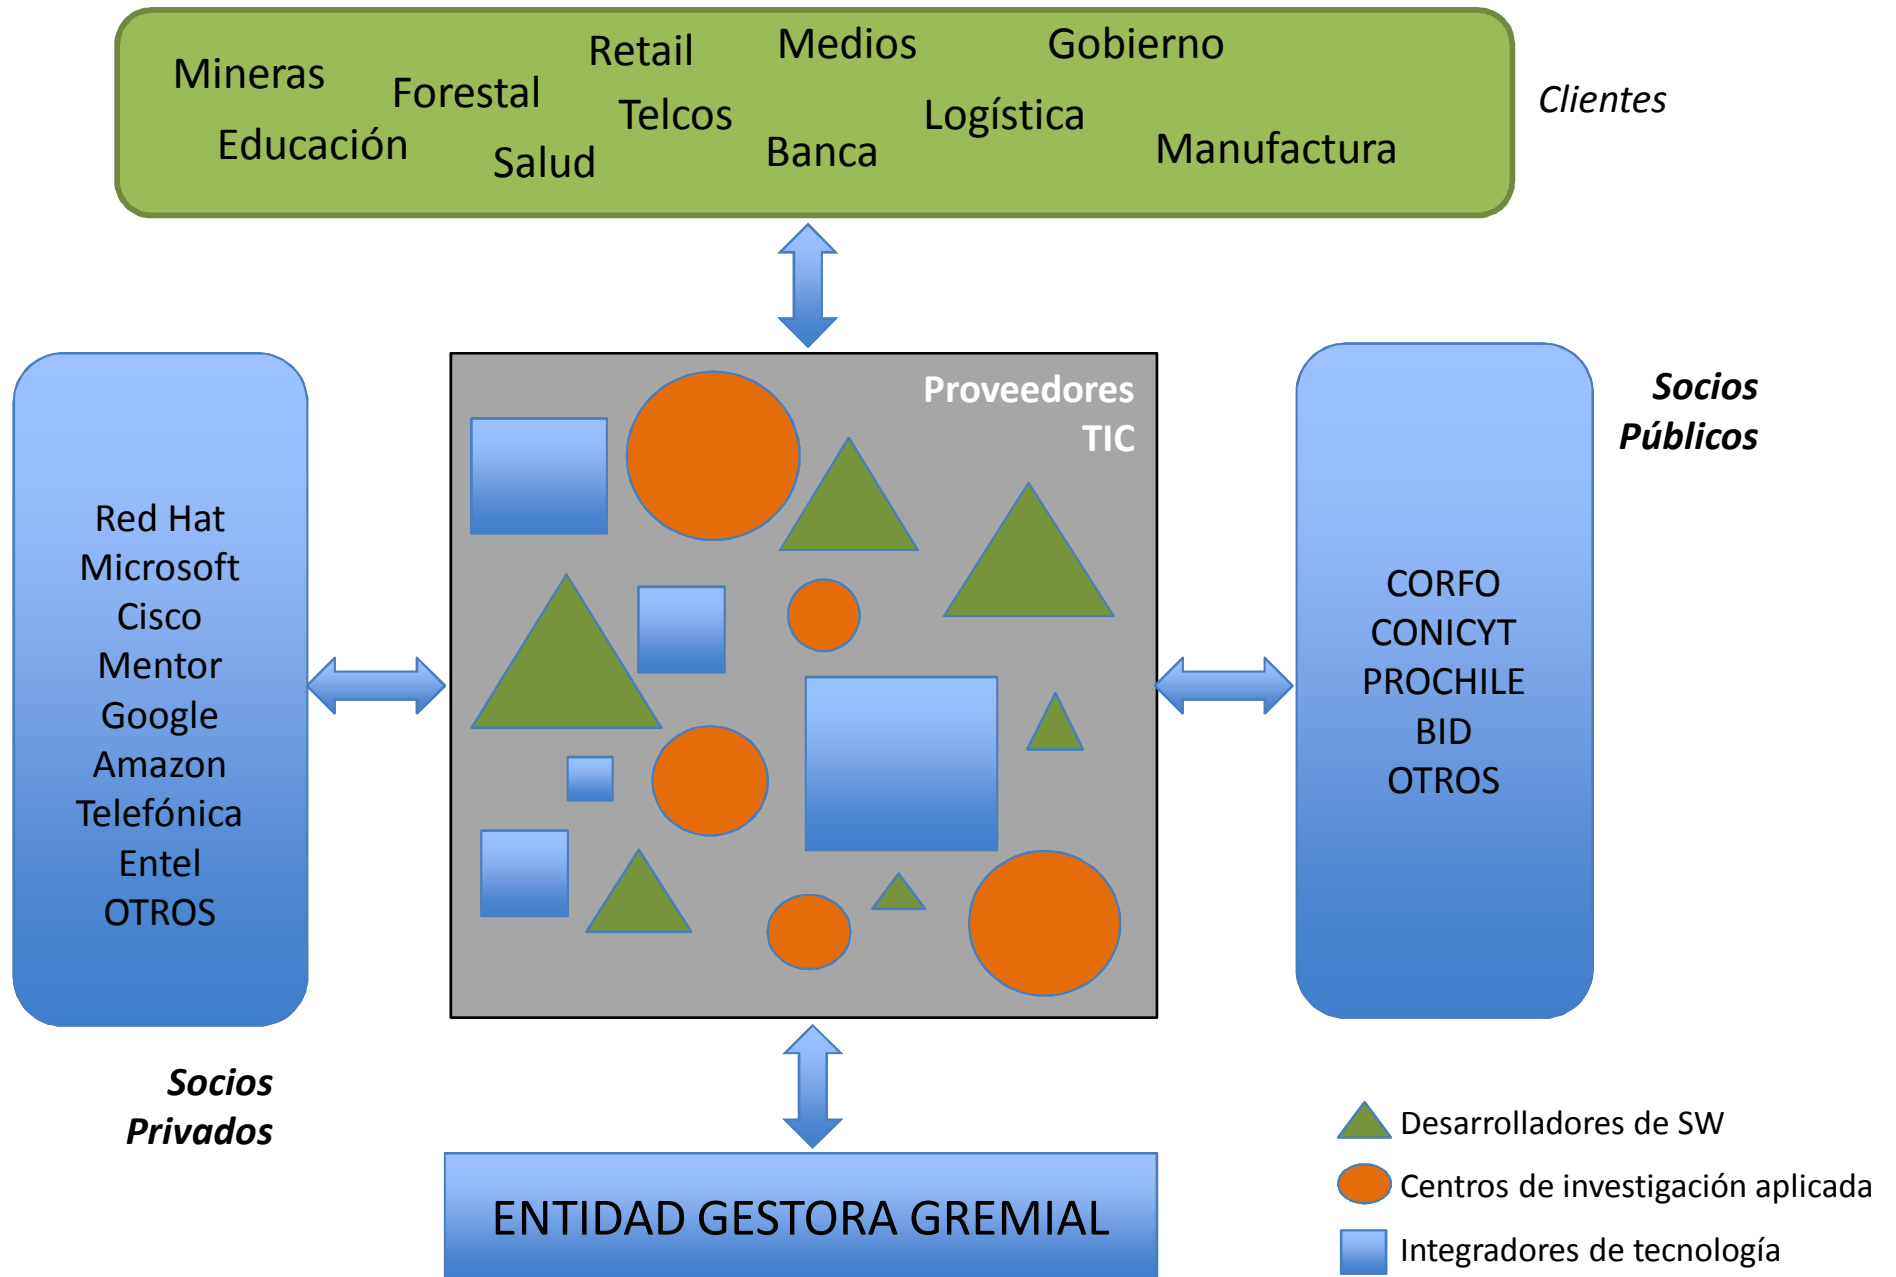 Mineras
Forestal
Retail
Medios
Gobierno
Educación
Salud
Telcos
Banca
Logística
Manufactura
Clientes
Proveedores
TIC
Red Hat
Microsoft
Cisco
Mentor
Google
Amazon
Telefónica
Entel
OTROS
Socios
Privados
Socios
Públicos
CORFO
CONICYT
PROCHILE
BID
OTROS
ENTIDAD GESTORA GREMIAL
Desarrolladores de SW
Centros de investigación aplicada
Integradores de tecnología